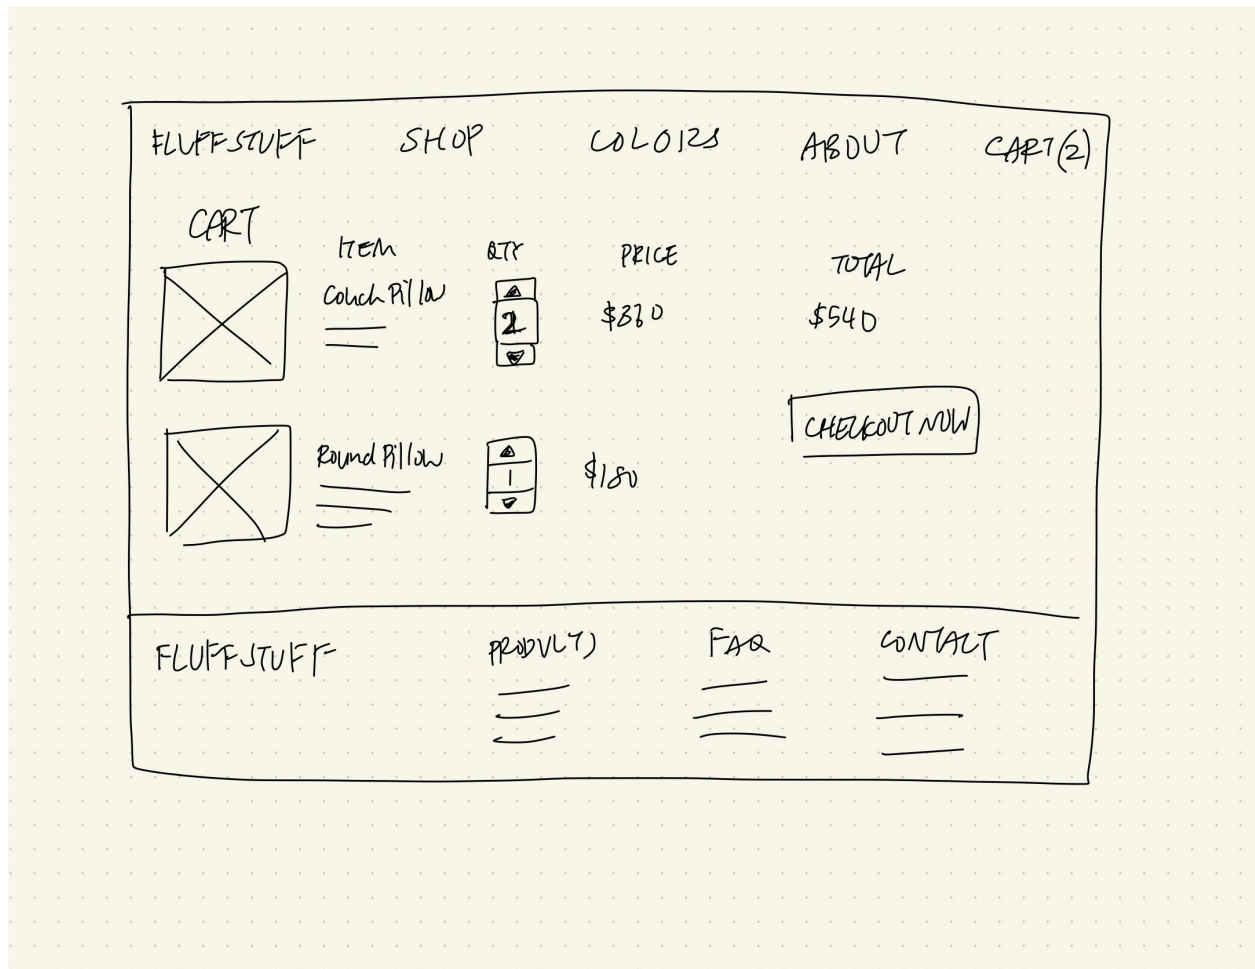 FLUFFSTUFF SHOP COLORS ABOUT CART(2)
CART
ITEM QTY PRICE TOTAL
Couch Pillow 2 $360 $540
CHECKOUT NOW
Round Pillow 1 $180
FLUFFSTUFF PRODUCTS FAQ CONTACT